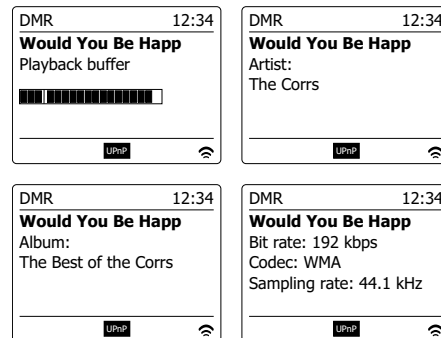 DMR 12:34
Would You Be Happ
Playback buffer
UPnP
DMR 12:34
Would You Be Happ
Artist:
The Corrs
UPnP
DMR 12:34
Would You Be Happ
Album:
The Best of the Corrs
UPnP
DMR 12:34
Would You Be Happ
Bit rate: 192 kbps
Codec: WMA
Sampling rate: 44.1 kHz
UPnP